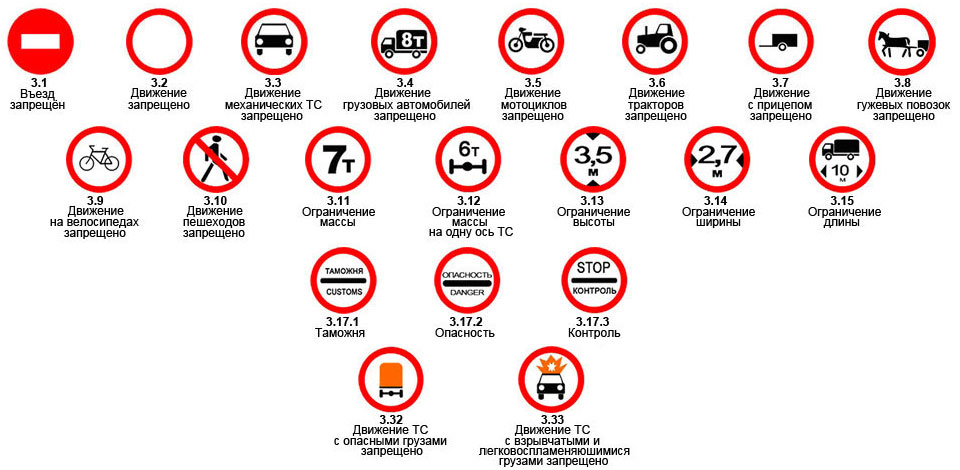 8т
3.1
Въезд
запрещён
3.2
Движение
запрещено
3.3
Движение
механических ТС
запрещено
3.4
Движение
грузовых автомобилей
запрещено
3.5
Движение
мотоциклов
запрещено
3.6
Движение
тракторов
запрещено
3.7
Движение
с прицепом
запрещено
3.8
Движение
гужевых повозок
запрещено
3.9
Движение
на велосипедах
запрещено
3.10
Движение
пешеходов
запрещено
7т
3.11
Ограничение
массы
6т
3.12
Ограничение
массы
на одну ось ТС
3,5
м
3.13
Ограничение
высоты
2,7
м
3.14
Ограничение
ширины
10
м
3.15
Ограничение
длины
ТАМОЖНЯ
CUSTOMS
3.17.1
Таможня
ОПАСНОСТЬ
DANGER
3.17.2
Опасность
STOP
КОНТРОЛЬ
3.17.3
Контроль
3.32
Движение ТС
с опасными грузами
запрещено
3.33
Движение ТС
с взрывчатыми и
легковоспламеняюшимися
грузами запрещено